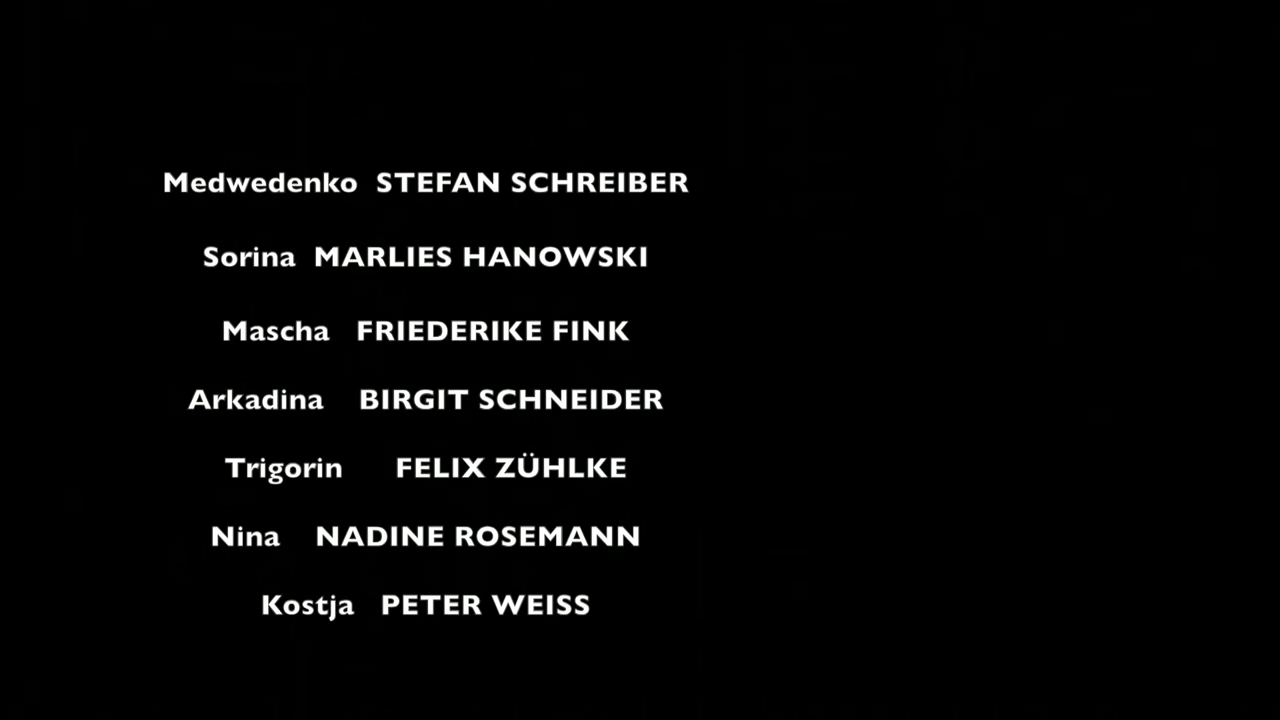 Medwedenko STEFAN SCHREIBER
Sorina MARLIES HANOWSKI
Mascha FRIEDERIKE FINK
Arkadina BIRGIT SCHNEIDER
Trigorin FELIX ZÜHLKE
Nina NADINE ROSEMANN
Kostja PETER WEISS